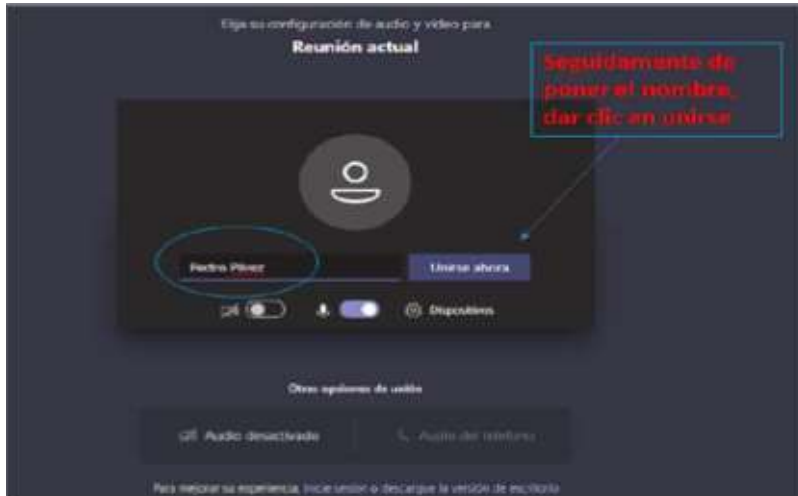 Elija su configuración de audio y vídeo para
Reunión actual
Seguidamente de
poner el nombre,
dar clic en unirse
Pedro
Unirse ahora
Dispositivos
Otras opciones de unión
Audio desactivado
Audio del teléfono
Para mejorar su experiencia, inicie sesión o descargue la versión de escritorio